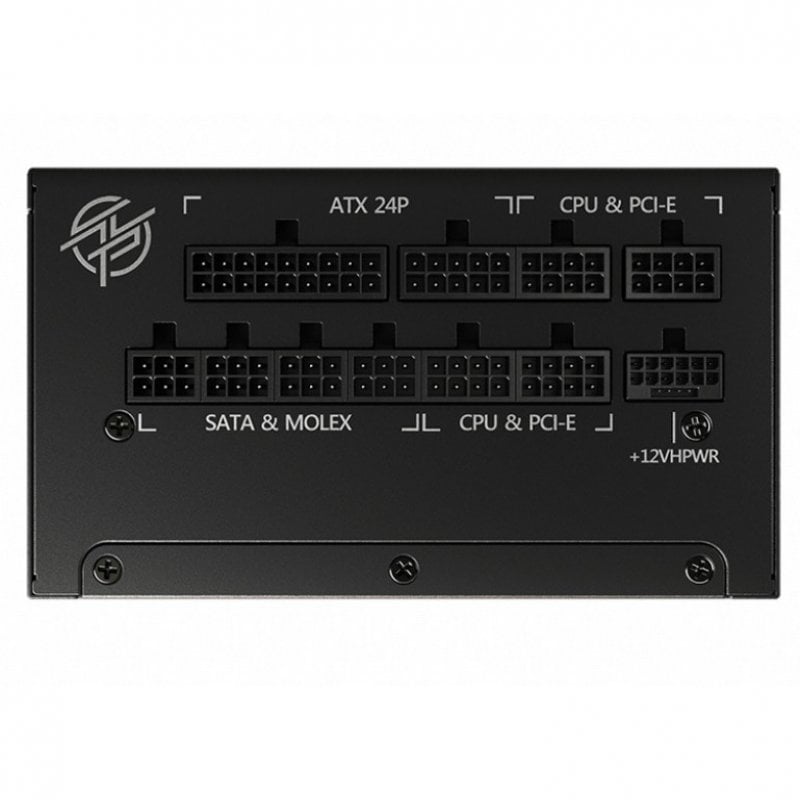 ATX 24P
CPU & PCI-E
SATA & MOLEX
CPU & PCI-E
+12VHPWR